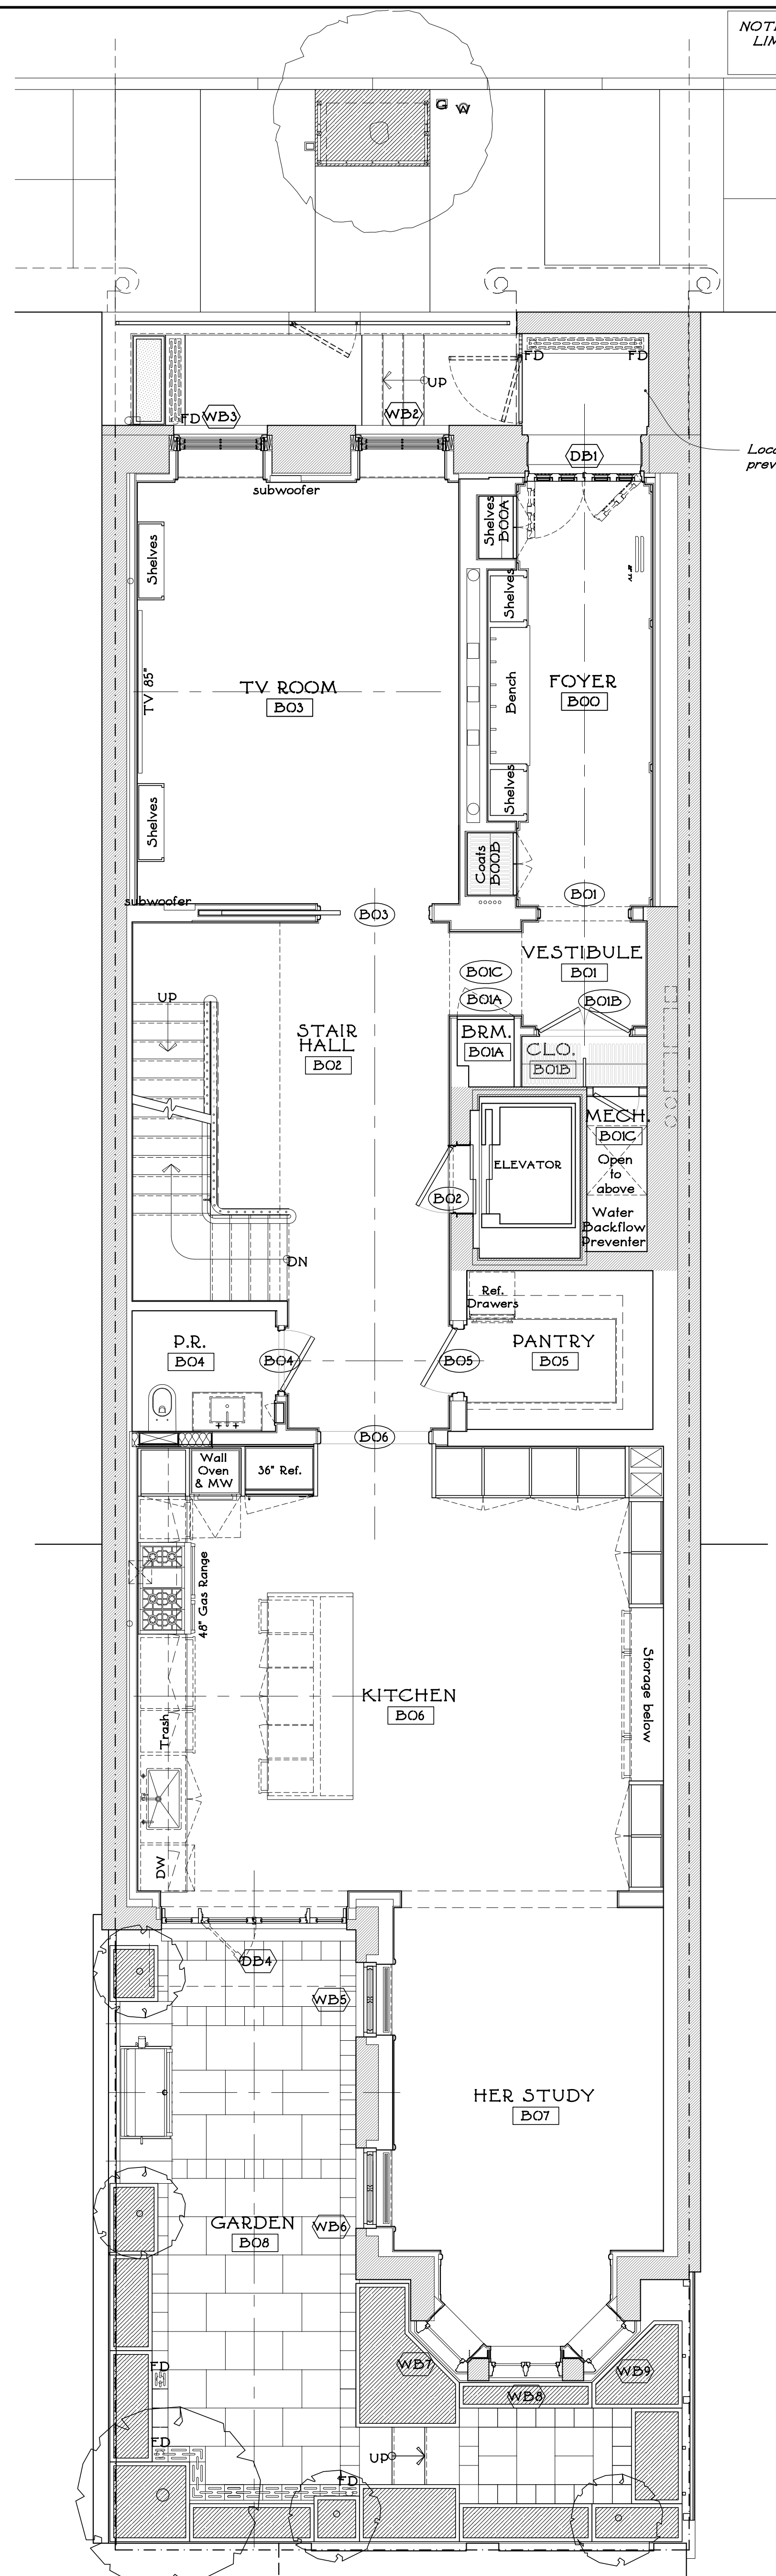 NOT
LIM
G
W
UP
FD
FD
FD
WB3
WB2
DB1
Loca
prev
subwoofer
Shelves
B00A
Shelves
Shelves
TV 85"
TV ROOM
B03
Bench
FOYER
B00
Shelves
Shelves
Coats
B00B
subwoofer
B03
B01
VESTIBULE
B01
B01C
B01A
B01B
UP
STAIR
HALL
B02
BRM.
B01A
CLO.
B01B
MECH.
B01C
Open
to
above
ELEVATOR
B02
Water
Backflow
Preventer
DN
Ref.
Drawers
P.R.
B04
B04
B05
PANTRY
B05
B06
Wall
Oven
& MW
36" Ref.
48" Gas Range
KITCHEN
B06
Storage below
Trash
DW
DB4
WB5
HER STUDY
B07
GARDEN
B08
WB6
WB7
WB8
WB9
FD
FD
UP
FD